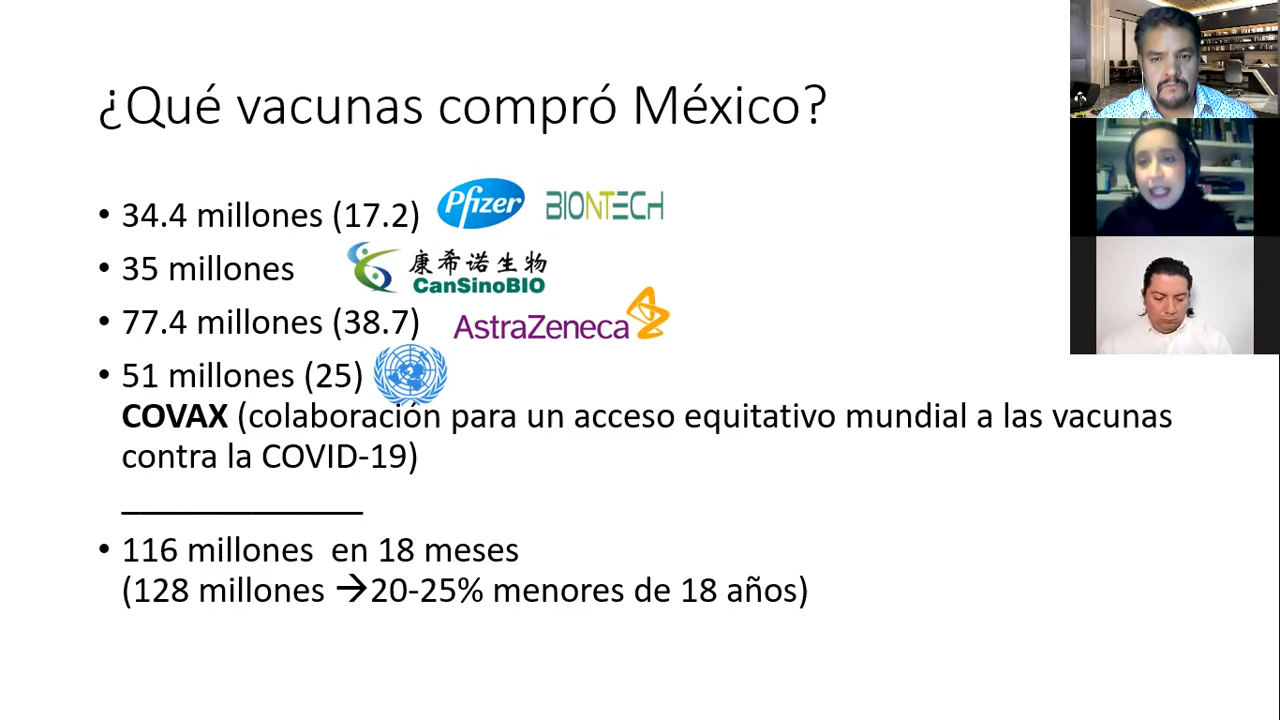 ¿Qué vacunas compró México?
• 34.4 millones (17.2) Pfizer BIONTECH
• 35 millones 康希诺生物
CanSinoBIO
• 77.4 millones (38.7) AstraZeneca
• 51 millones (25)
COVAX (colaboración para un acceso equitativo mundial a las vacunas
contra la COVID-19)
• 116 millones en 18 meses
(128 millones →20-25% menores de 18 años)